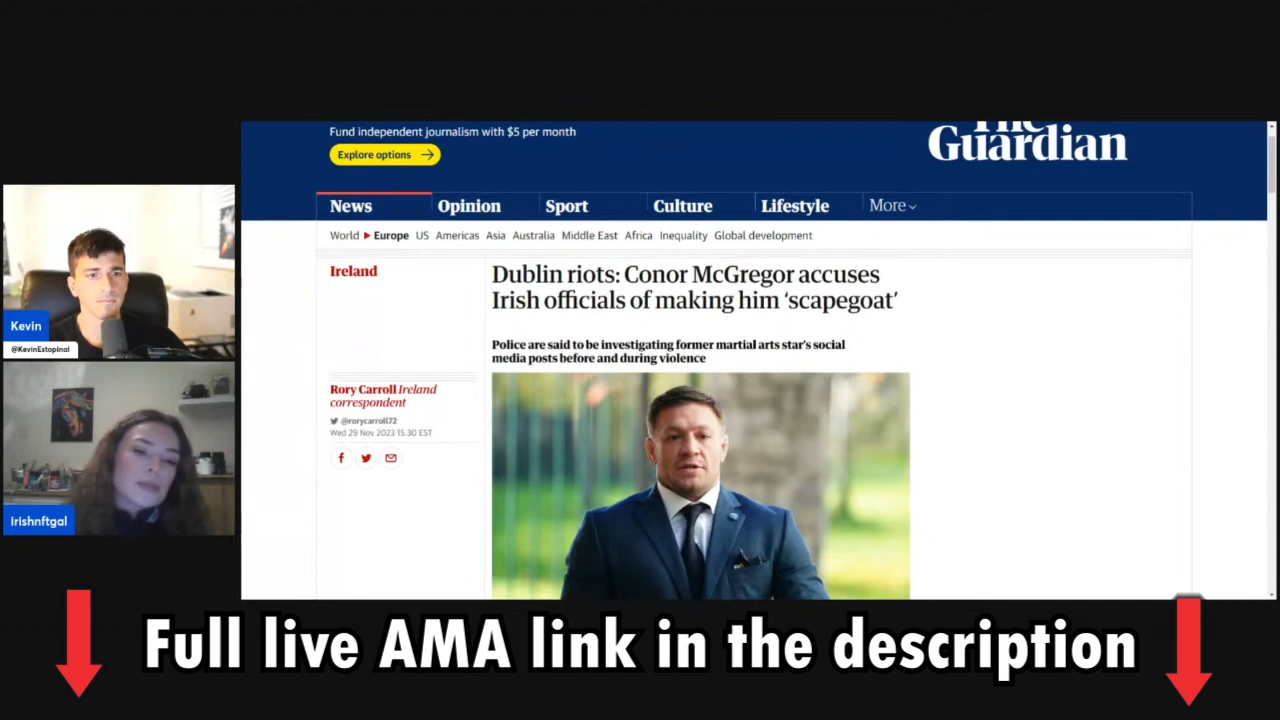 Fund independent journalism with $5 per month
Explore options
The
Guardian
News Opinion Sport Culture Lifestyle More
World Europe US Americas Asia Australia Middle East Africa Inequality Global development
Ireland
Dublin riots: Conor McGregor accuses
Irish officials of making him ‘scapegoat’
Police are said to be investigating former martial arts star’s social
media posts before and during violence
Rory Carroll Ireland
correspondent
@rorycarroll72
Wed 29 Nov 2023 15.30 EST
Kevin
@KevinEstopinal
irishnftgal
Full live AMA link in the description